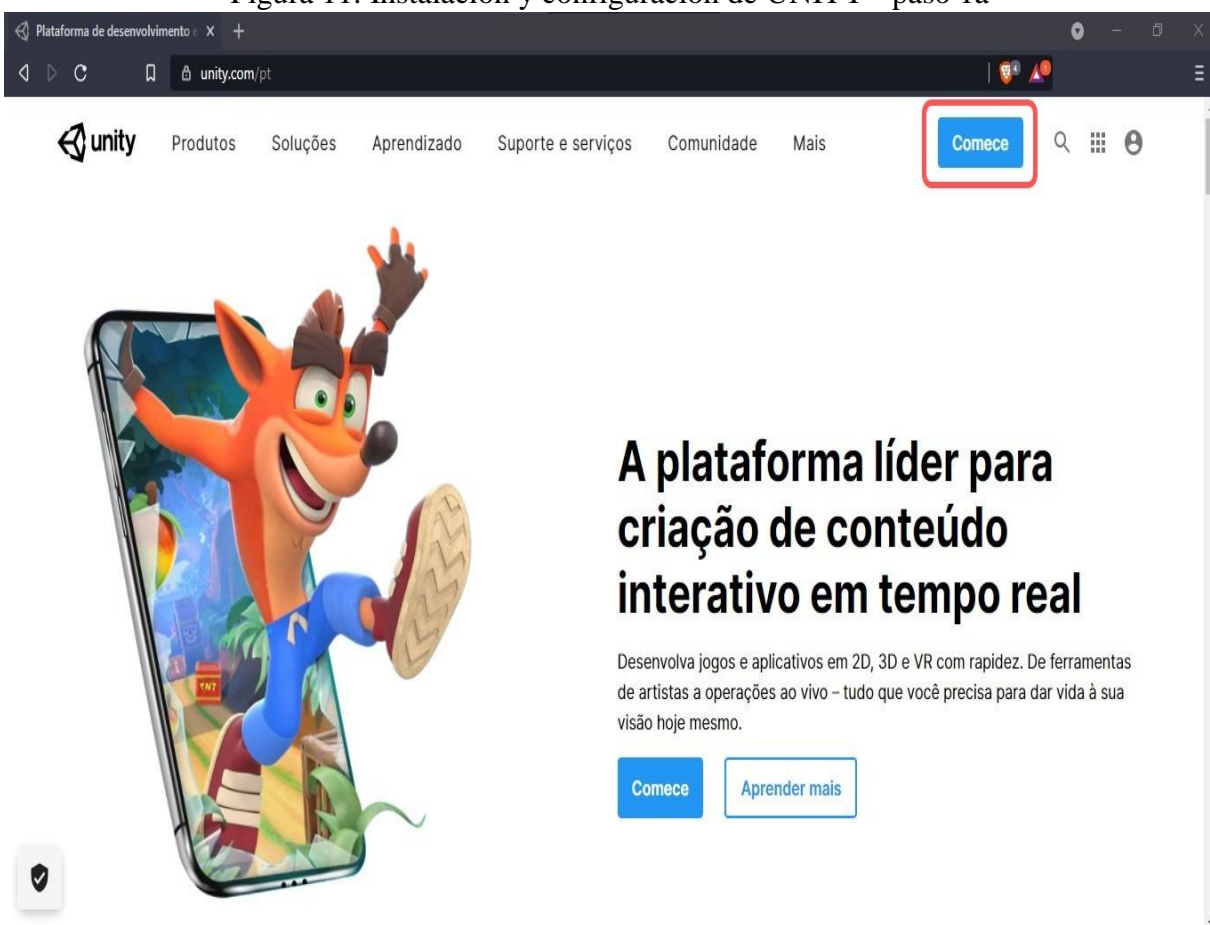 Figura 11. Instalación y configuración de UNITY – paso 1a
Plataforma de desenvolvimento e
unity.com/pt
4
1
unity Produtos Soluções Aprendizado Suporte e serviços Comunidade Mais Comece
A plataforma líder para
criação de conteúdo
interativo em tempo real
Desenvolva jogos e aplicativos em 2D, 3D e VR com rapidez. De ferramentas
de artistas a operações ao vivo – tudo que você precisa para dar vida à sua
visão hoje mesmo.
Comece Aprender mais
TNT